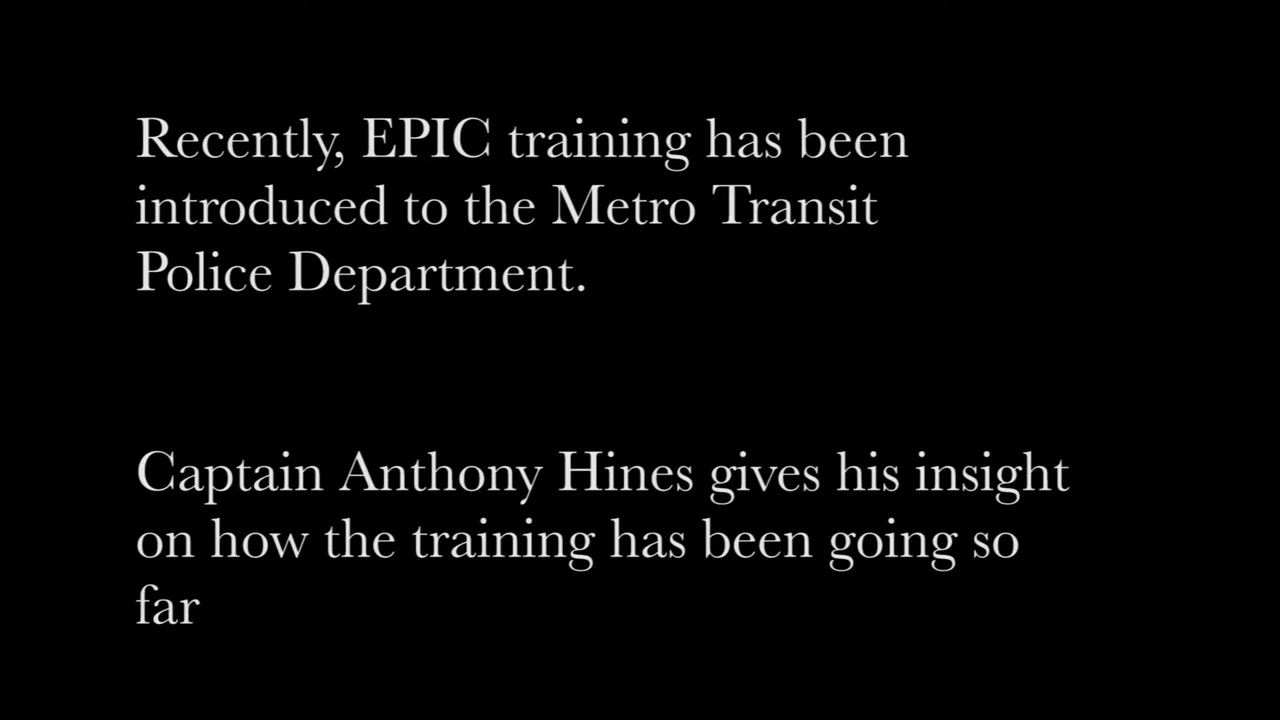 Recently, EPIC training has been
introduced to the Metro Transit
Police Department.
Captain Anthony Hines gives his insight
on how the training has been going so
far